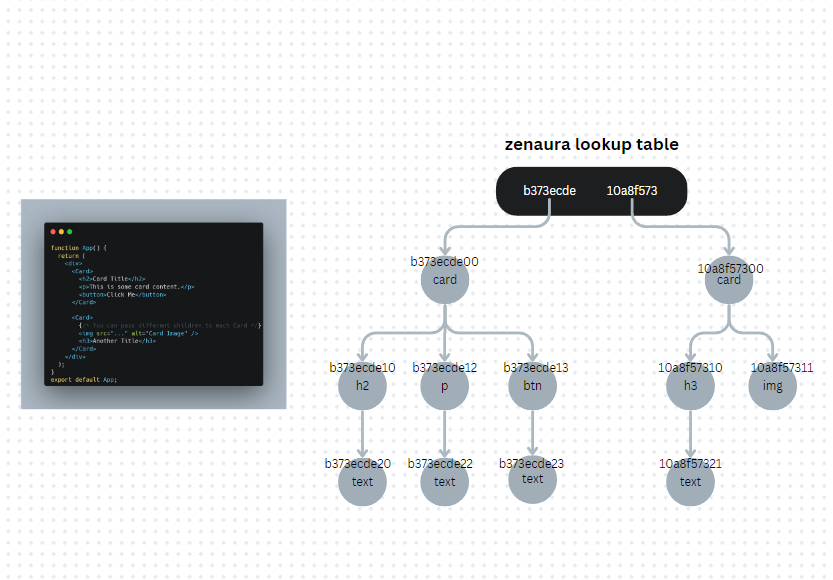 zenaura lookup table
b373ecde 10a8f573
function App() {
return (
<div>
<Card>
<h2>Card Title</h2>
<p>This is some card content.</p>
<button>Click Me</button>
</Card>
<Card>
{/* You can pass different children to each Card */}
<img src="..." alt="Card Image" />
<h3>Another Title</h3>
</Card>
</div>
);
}
export default App;
b373ecde00 10a8f57300
card card
b373ecde10 b373ecde12 b373ecde13 10a8f57310 10a8f57311
h2 p btn h3 img
b373ecde20 b373ecde22 b373ecde23 10a8f57321
text text text text